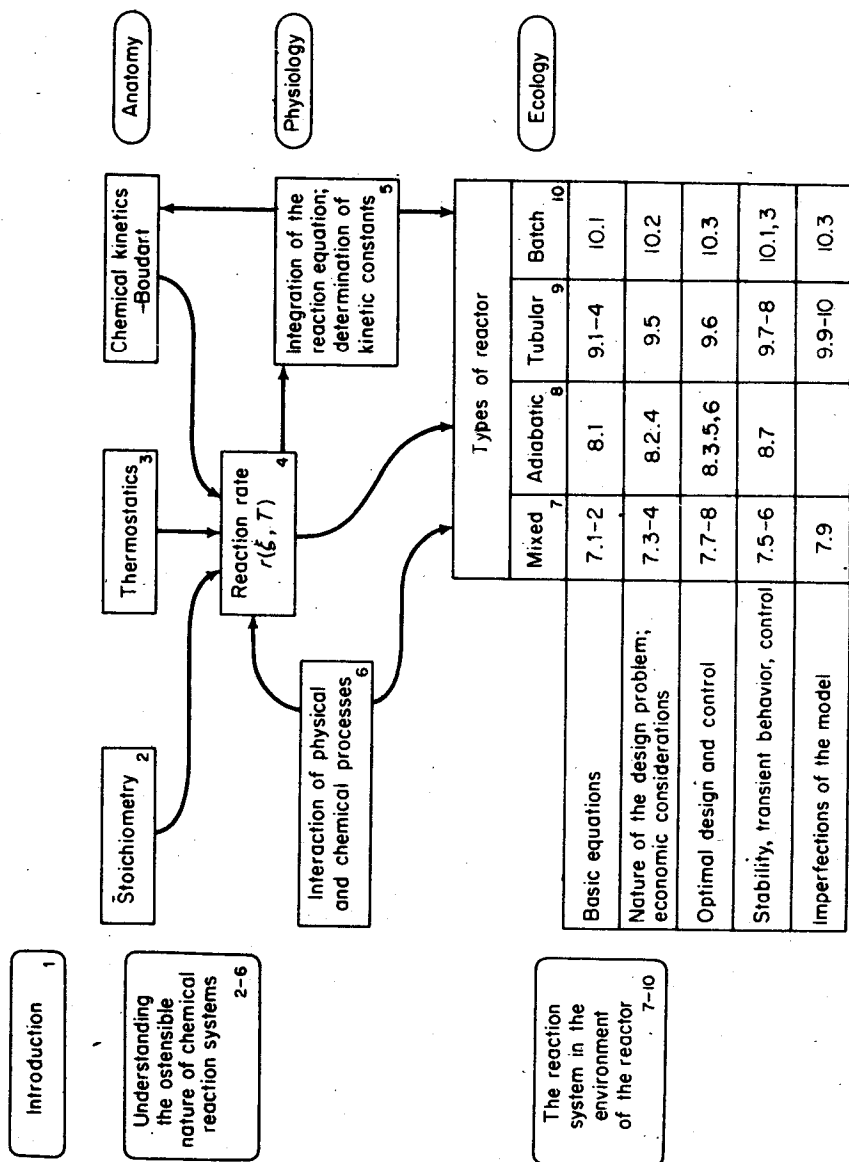 Introduction
1
Understanding
the ostensible
nature of chemical
reaction systems
2-6
The reaction
system in the
environment
of the reactor
7-10
Stoichiometry
2
Thermostatics
3
Chemical kinetics
-Boudart
Anatomy
Interaction of physical
and chemical processes
6
Reaction rate
r(ξ, T)
4
Integration of the
reaction equation;
determination of
kinetic constants
5
Physiology
Types of reactor
Ecology
Mixed 7 Adiabatic 8 Tubular 9 Batch 10
Basic equations 7.1-2 8.1 9.1-4 10.1
Nature of the design problem;
economic considerations 7.3-4 8.2.4 9.5 10.2
Optimal design and control 7.7-8 8.3.5,6 9.6 10.3
Stability, transient behavior, control 7.5-6 8.7 9.7-8 10.1,3
Imperfections of the model 7.9 9.9-10 10.3